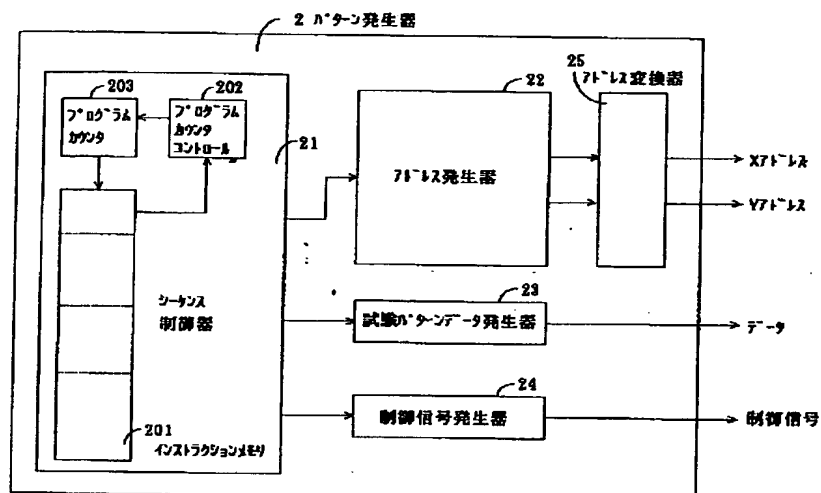 2 パターン発生器
203
プログラム
カウンタ
202
プログラム
カウンタ
コントロール
21
シーケンス
制御器
201
インストラクションメモリ
22
アドレス発生器
25
アドレス変換器
Xアドレス
Yアドレス
23
試験パターンデータ発生器
データ
24
制御信号発生器
制御信号